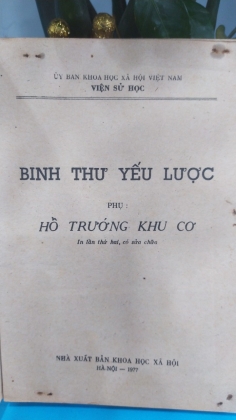 ỦY BAN KHOA HỌC XÃ HỘI VIỆT NAM
VIỆN SỬ HỌC
BINH THƯ YẾU LƯỢC
PHỤ :
HỔ TRƯỚNG KHU CƠ
In lần thứ hai, có sửa chữa
NHÀ XUẤT BẢN KHOA HỌC XÃ HỘI
HÀ NỘI — 1977